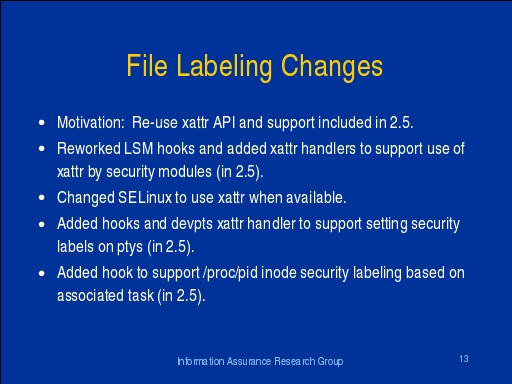 File Labeling Changes
• Motivation:  Re-use xattr API and support included in 2.5.
• Reworked LSM hooks and added xattr handlers to support use of
xattr by security modules (in 2.5).
• Changed SELinux to use xattr when available.
• Added hooks and devpts xattr handler to support setting security
labels on ptys (in 2.5).
• Added hook to support /proc/pid inode security labeling based on
associated task (in 2.5).
Information Assurance Research Group
13